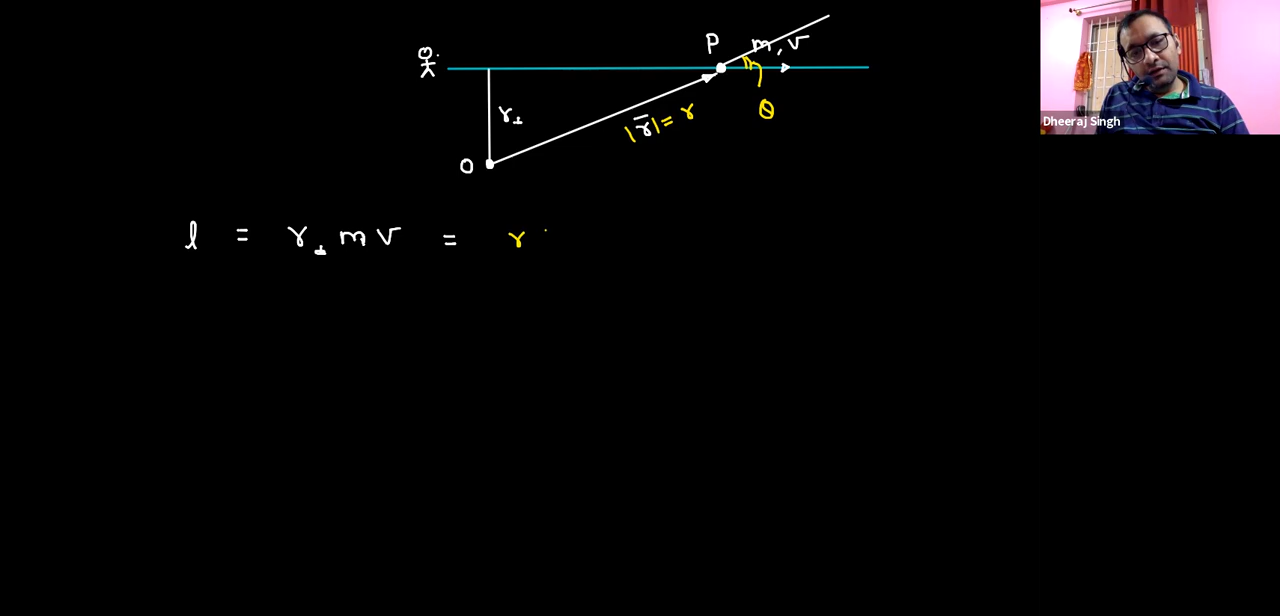 P m, v
r⊥
|r̅| = r
θ
O
Dheeraj Singh
l = r⊥ m v = r